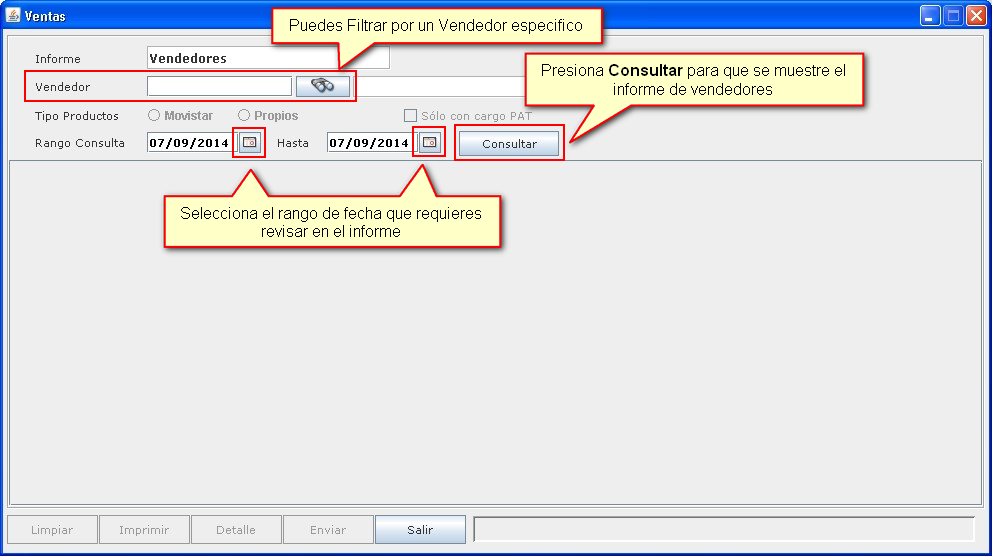 Ventas
Puedes Filtrar por un Vendedor especifico
Informe Vendedores
Vendedor
Presiona Consultar para que se muestre el
informe de vendedores
Tipo Productos Movistar Propios Sólo con cargo PAT
Rango Consulta 07/09/2014 Hasta 07/09/2014 Consultar
Selecciona el rango de fecha que requieres
revisar en el informe
Limpiar Imprimir Detalle Enviar Salir